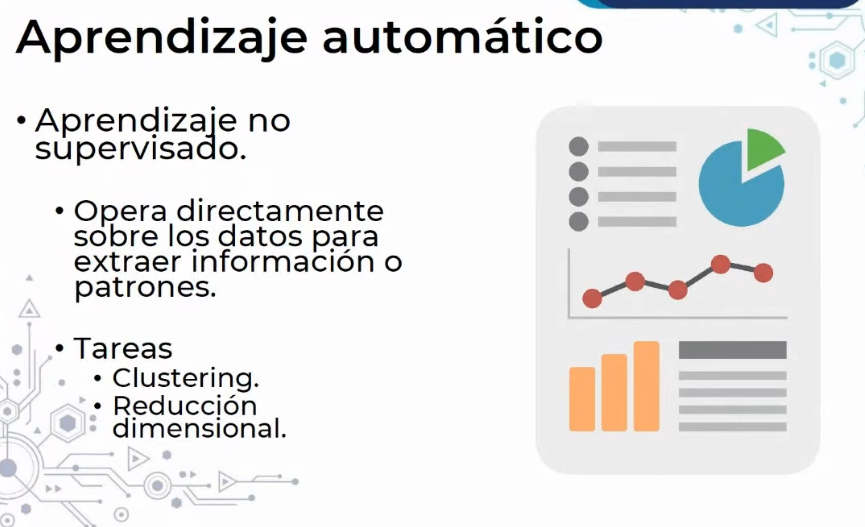 Aprendizaje automático
• Aprendizaje no
supervisado.
• Opera directamente
sobre los datos para
extraer información o
patrones.
• Tareas
• Clustering.
• Reducción
dimensional.